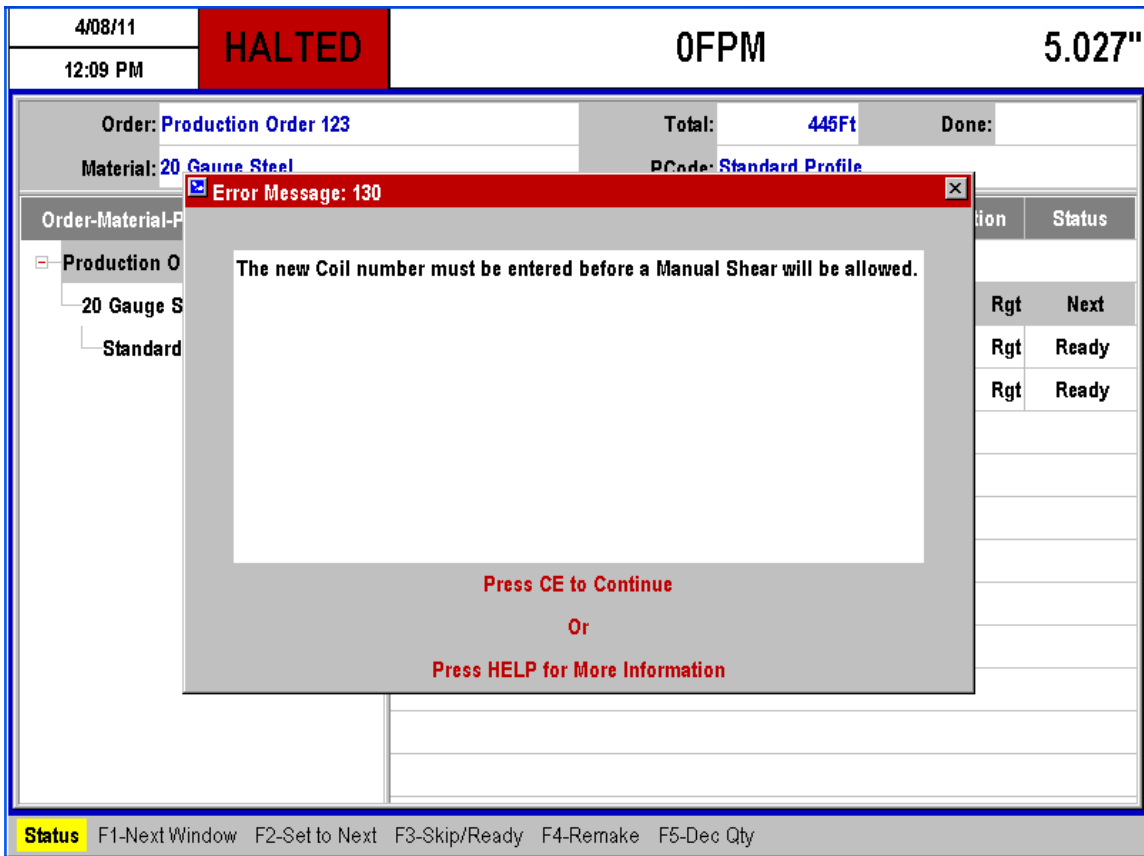 4/08/11
12:09 PM
HALTED
0FPM
5.027"
Order: Production Order 123
Total: 445Ft
Done:
Material: 20 Gauge Steel
PCode: Standard Profile
Error Message: 130
Order-Material-P
tion
Status
Production O
The new Coil number must be entered before a Manual Shear will be allowed.
20 Gauge S
Rgt Next
Standard
Rgt Ready
Rgt Ready
Press CE to Continue
Or
Press HELP for More Information
Status F1-Next Window F2-Set to Next F3-Skip/Ready F4-Remake F5-Dec Qty